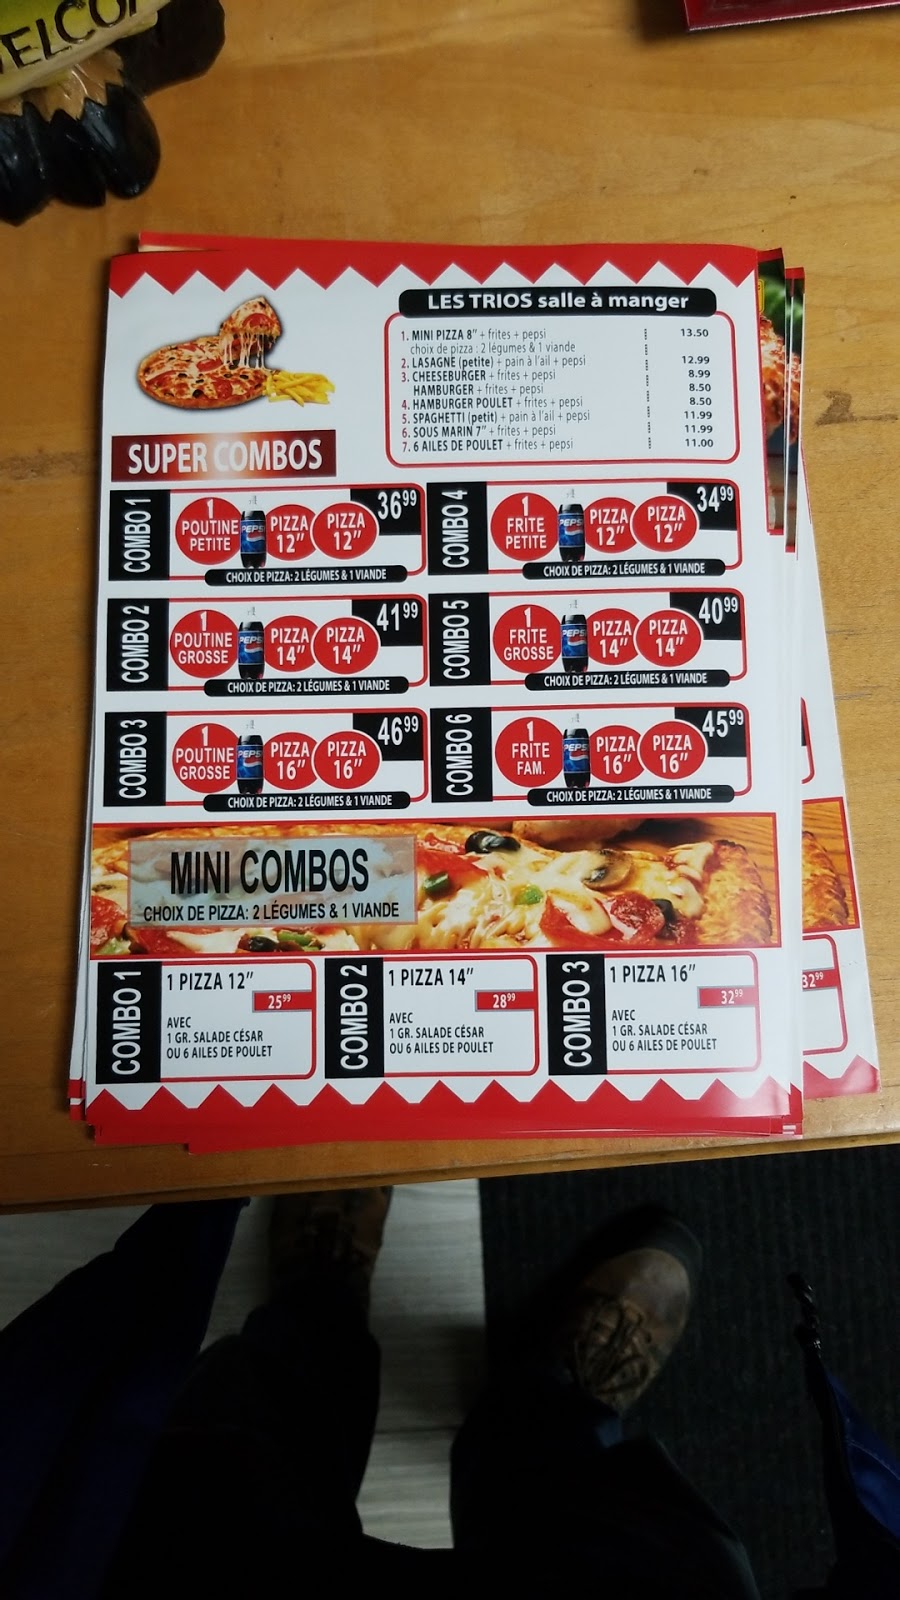 WELCO
LES TRIOS salle à manger
1. MINI PIZZA 8" + frites + pepsi 13.50
choix de pizza : 2 légumes & 1 viande
2. LASAGNE (petite) + pain à l'ail + pepsi 12.99
3. CHEESEBURGER + frites + pepsi 8.99
HAMBURGER + frites + pepsi 8.50
4. HAMBURGER POULET + frites + pepsi 8.50
5. SPAGHETTI (petit) + pain à l'ail + pepsi 11.99
6. SOUS MARIN 7" + frites + pepsi 11.99
7. 6 AILES DE POULET + frites + pepsi 11.00
SUPER COMBOS
COMBO 1
1 POUTINE PETITE
PEPSI
PIZZA 12"
PIZZA 12"
36.99
CHOIX DE PIZZA: 2 LÉGUMES & 1 VIANDE
COMBO 2
1 POUTINE GROSSE
PEPSI
PIZZA 14"
PIZZA 14"
41.99
CHOIX DE PIZZA: 2 LÉGUMES & 1 VIANDE
COMBO 3
1 POUTINE GROSSE
PEPSI
PIZZA 16"
PIZZA 16"
46.99
CHOIX DE PIZZA: 2 LÉGUMES & 1 VIANDE
COMBO 4
1 FRITE PETITE
PEPSI
PIZZA 12"
PIZZA 12"
34.99
CHOIX DE PIZZA: 2 LÉGUMES & 1 VIANDE
COMBO 5
1 FRITE GROSSE
PEPSI
PIZZA 14"
PIZZA 14"
40.99
CHOIX DE PIZZA: 2 LÉGUMES & 1 VIANDE
COMBO 6
1 FRITE FAM.
PEPSI
PIZZA 16"
PIZZA 16"
45.99
CHOIX DE PIZZA: 2 LÉGUMES & 1 VIANDE
MINI COMBOS
CHOIX DE PIZZA: 2 LÉGUMES & 1 VIANDE
COMBO 1
1 PIZZA 12"
25.99
AVEC
1 GR. SALADE CÉSAR
OU 6 AILES DE POULET
COMBO 2
1 PIZZA 14"
28.99
AVEC
1 GR. SALADE CÉSAR
OU 6 AILES DE POULET
COMBO 3
1 PIZZA 16"
32.99
AVEC
1 GR. SALADE CÉSAR
OU 6 AILES DE POULET
32.99